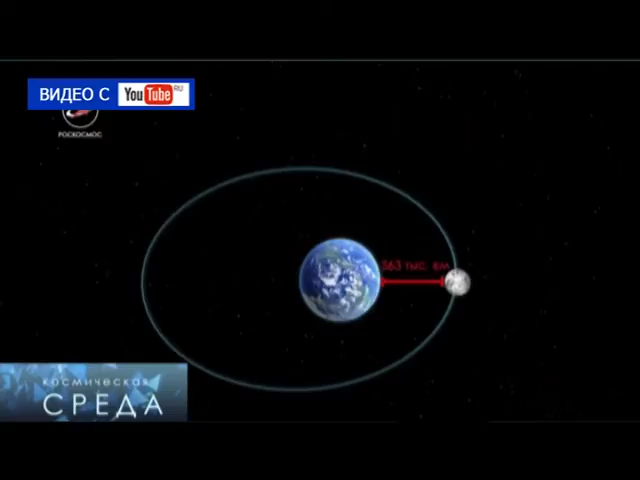 ВИДЕО С YouTube RU
РОСКОСМОС
363 тыс. км
космическая
СРЕДА